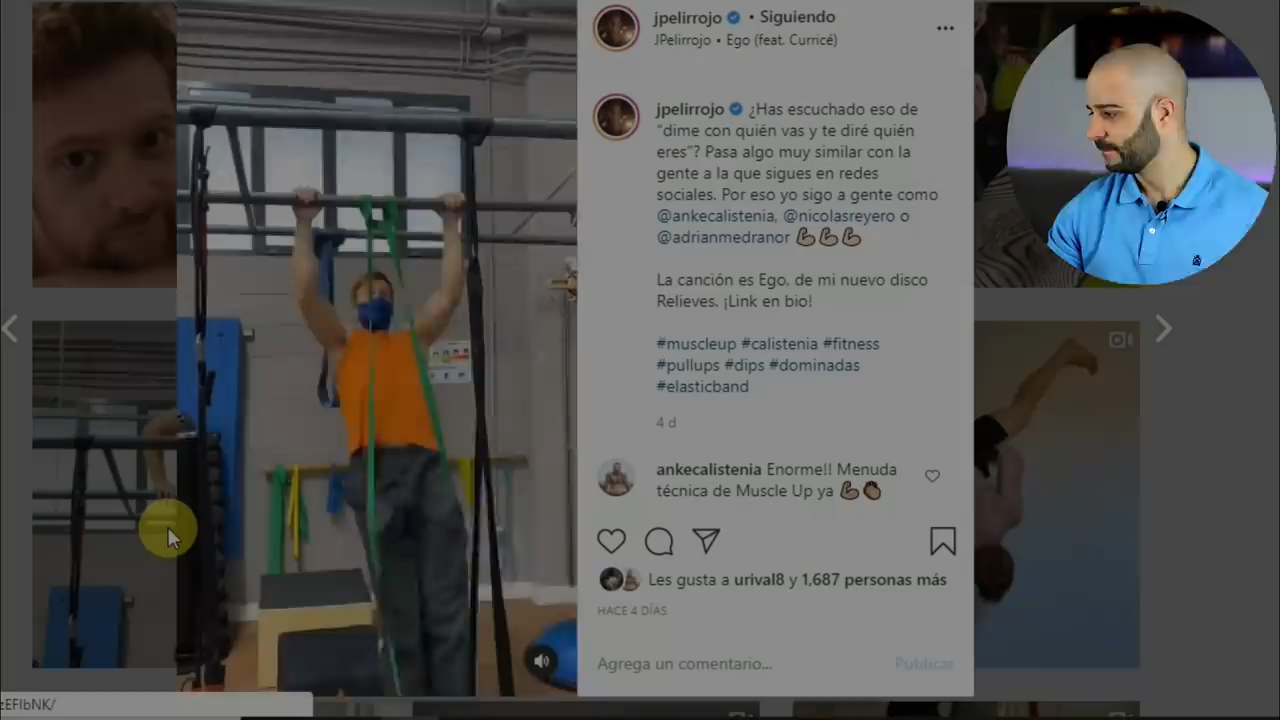 jpelirrojo • Siguiendo
JPelirrojo • Ego (feat. Curricé)
jpelirrojo ¿Has escuchado eso de
"dime con quién vas y te diré quién
eres"? Pasa algo muy similar con la
gente a la que sigues en redes
sociales. Por eso yo sigo a gente como
@ankecalistenia, @nicolasreyero o
@adrianmedranor 💪🏼💪🏼💪🏼
La canción es Ego, de mi nuevo disco
Relieves. ¡Link en bio!
#muscleup #calistenia #fitness
#pullups #dips #dominadas
#elasticband
4 d
ankecalistenia Enorme!! Menuda
técnica de Muscle Up ya
Les gusta a urival8 y 1,687 personas más
HACE 4 DÍAS
Agrega un comentario...
Publicar
zEFIbNK/